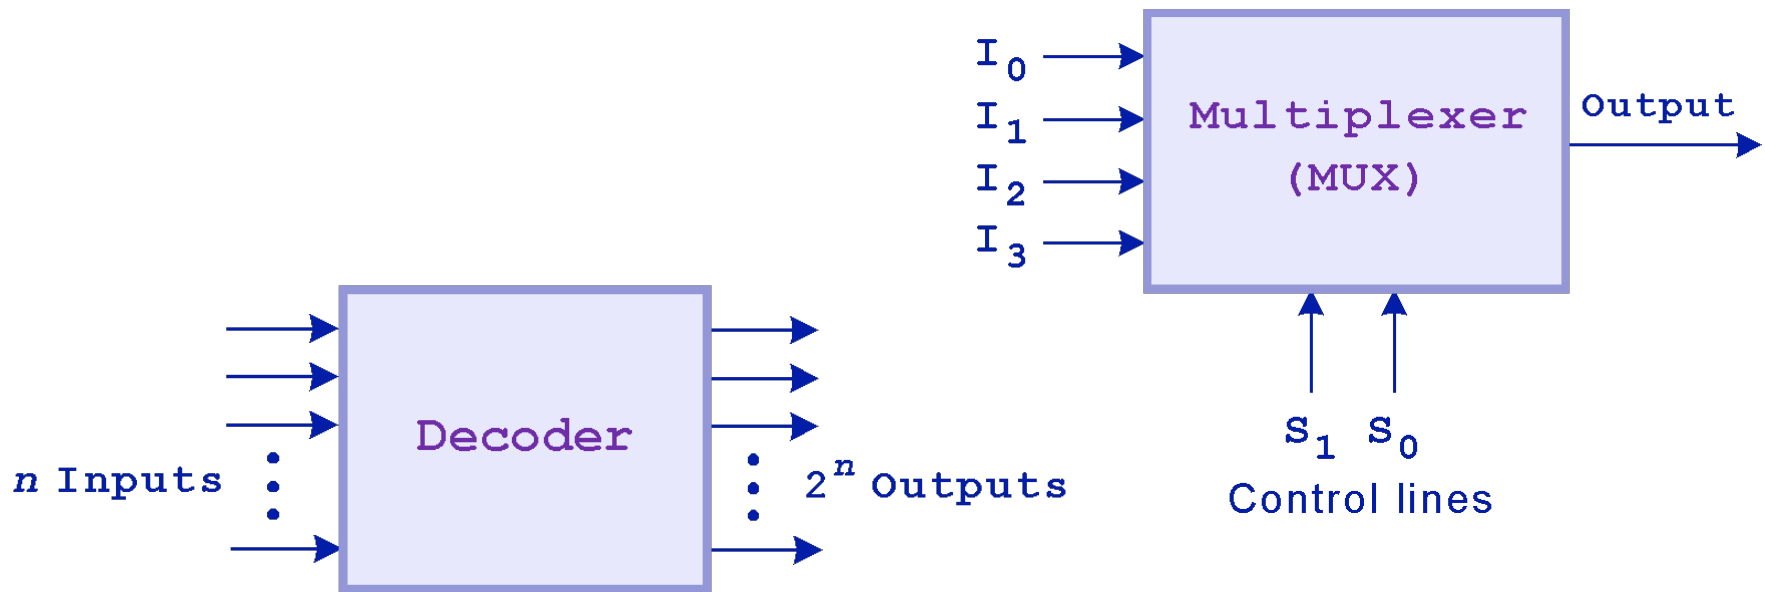 n Inputs
Decoder
2ⁿ Outputs
I₀
I₁
I₂
I₃
Multiplexer
(MUX)
Output
S₁ S₀
Control lines